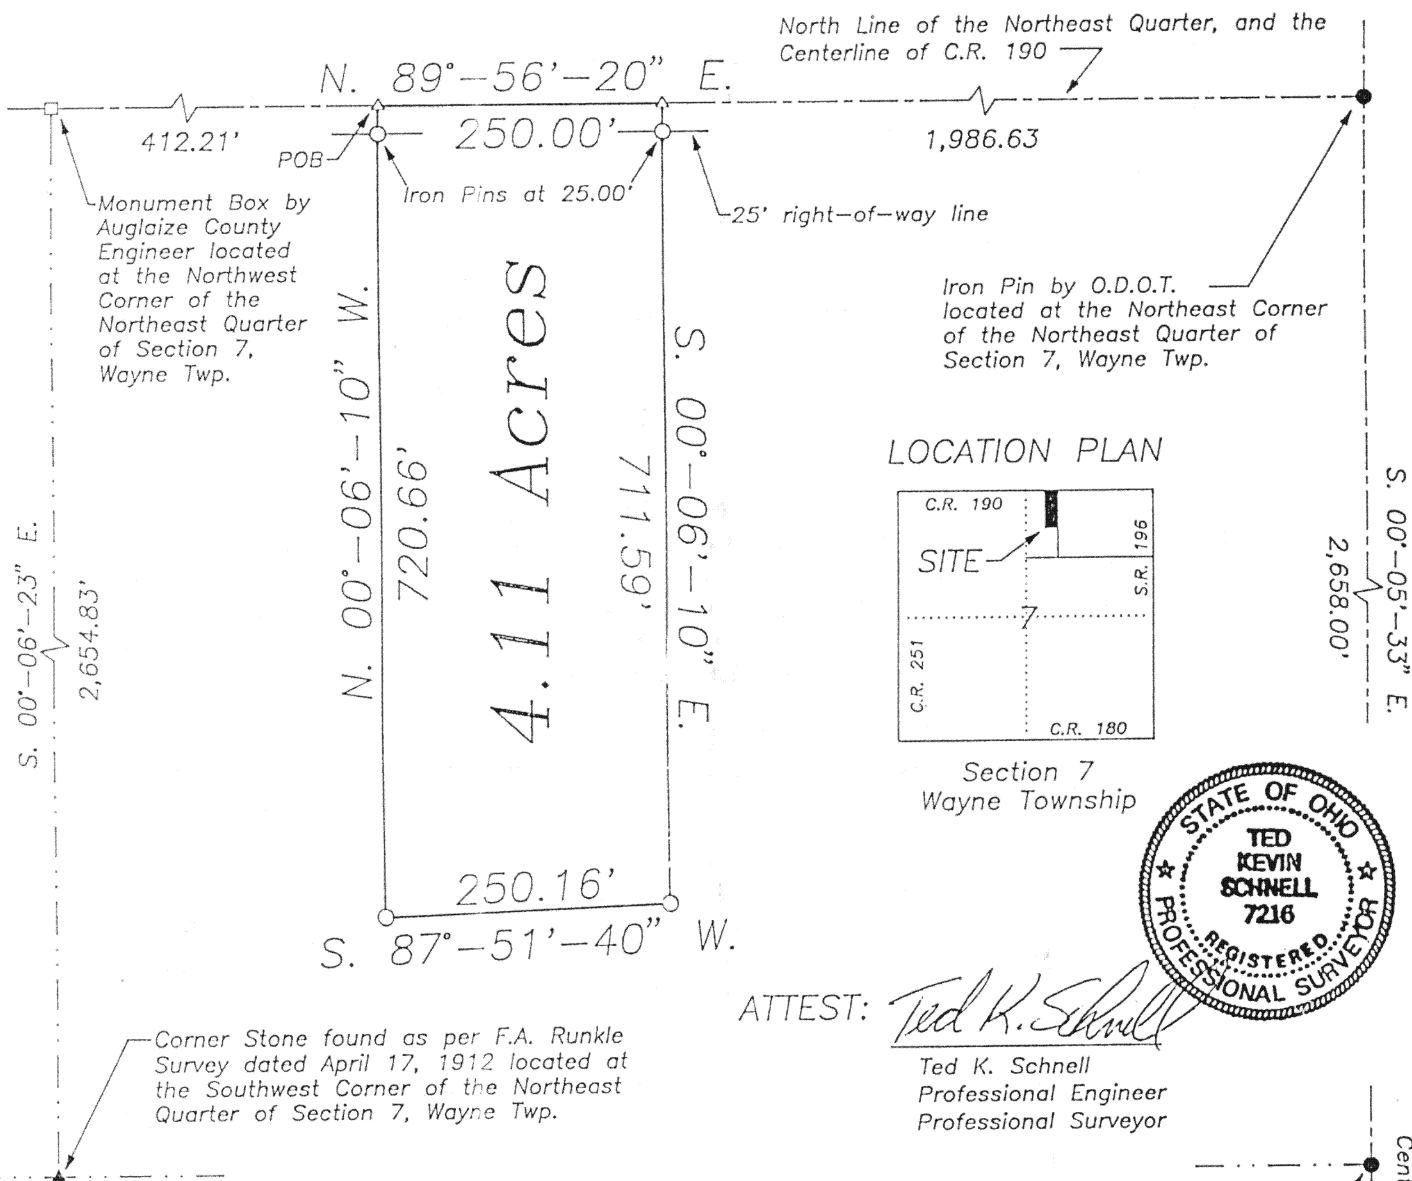 North Line of the Northeast Quarter, and the
Centerline of C.R. 190
N. 89°-56'-20" E.
412.21'
POB
250.00'
1,986.63
Iron Pins at 25.00'
25' right-of-way line
Monument Box by
Auglaize County
Engineer located
at the Northwest
Corner of the
Northeast Quarter
of Section 7,
Wayne Twp.
Iron Pin by O.D.O.T.
located at the Northeast Corner
of the Northeast Quarter of
Section 7, Wayne Twp.
N. 00°-06'-10" W.
720.66'
4.11 Acres
711.59'
S. 00°-06'-10" E.
S. 00°-06'-23" E.
2,654.83'
LOCATION PLAN
C.R. 190
SITE
S.R. 196
7
C.R. 251
C.R. 180
Section 7
Wayne Township
2,658.00'
S. 00°-05'-33" E.
250.16'
S. 87°-51'-40" W.
STATE OF OHIO
TED
KEVIN
SCHNELL
7216
REGISTERED
PROFESSIONAL SURVEYOR
ATTEST: Ted K. Schnell
Ted K. Schnell
Professional Engineer
Professional Surveyor
Corner Stone found as per F.A. Runkle
Survey dated April 17, 1912 located at
the Southwest Corner of the Northeast
Quarter of Section 7, Wayne Twp.
Cent